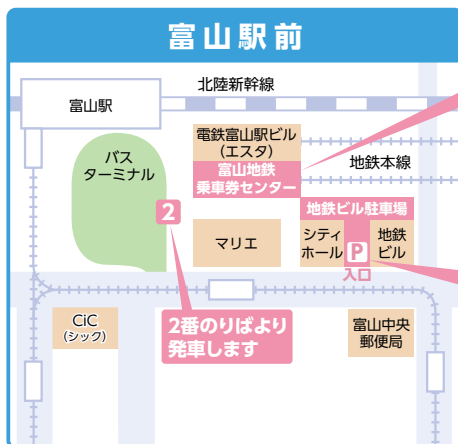 富山駅前
北陸新幹線
富山駅
電鉄富山駅ビル
(エスタ)
バス
ターミナル
富山地鉄
乗車券センター
地鉄本線
2
地鉄ビル駐車場
マリエ
シティ
ホール
P
地鉄
ビル
入口
CiC
(シック)
2番のりばより
発車します
富山中央
郵便局